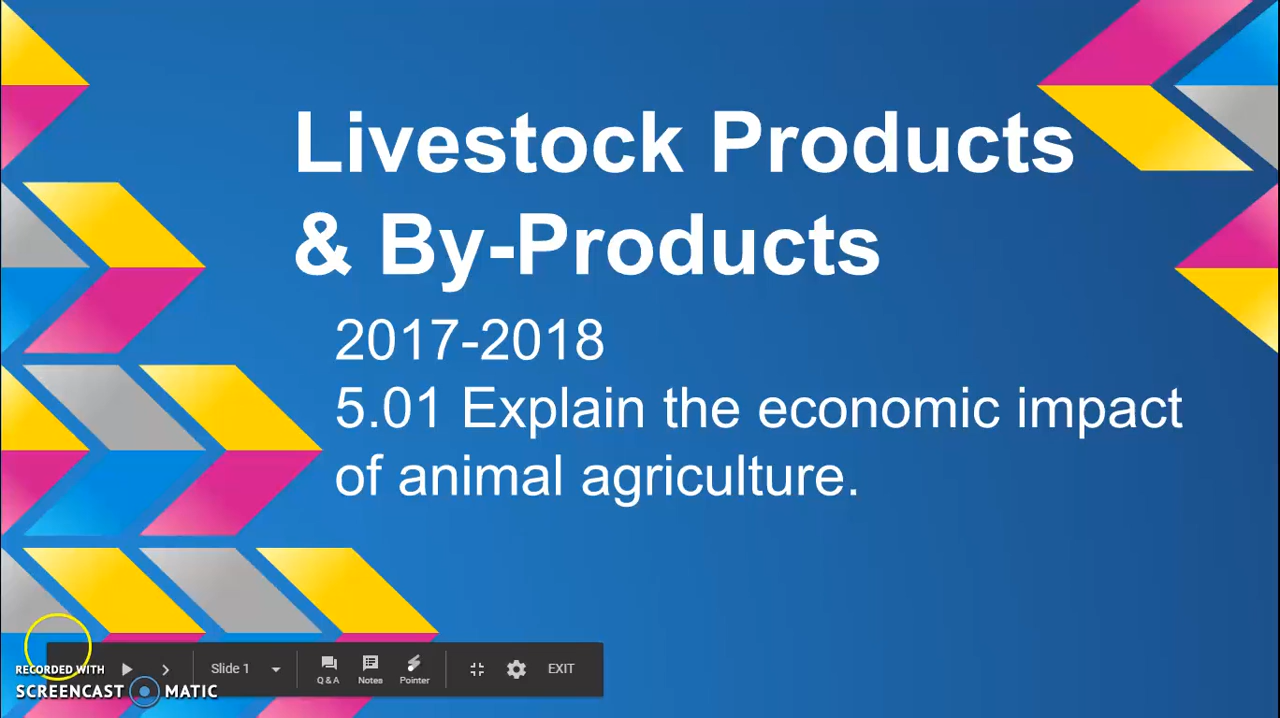 Livestock Products
& By-Products
2017-2018
5.01 Explain the economic impact
of animal agriculture.
Slide 1
Q & A
Notes
Pointer
EXIT
RECORDED WITH
SCREENCAST MATIC